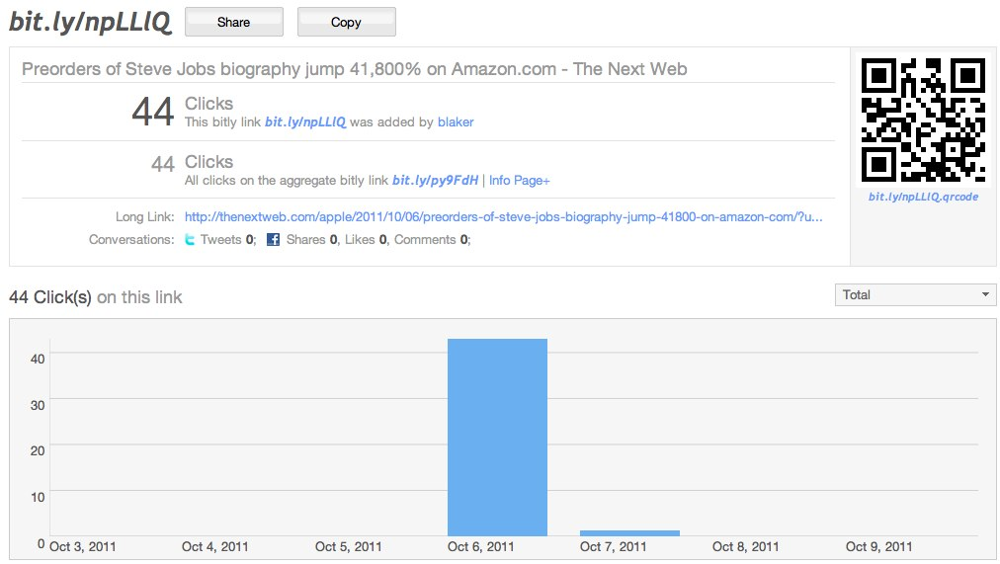 bit.ly/npLLlQ Share Copy
Preorders of Steve Jobs biography jump 41,800% on Amazon.com - The Next Web
44 Clicks
This bitly link bit.ly/npLLlQ was added by blaker
44 Clicks
All clicks on the aggregate bitly link bit.ly/py9FdH | Info Page+
bit.ly/npLLlQ.qrcode
Long Link: http://thenextweb.com/apple/2011/10/06/preorders-of-steve-jobs-biography-jump-41800-on-amazon.com/?u...
Conversations: Tweets 0; Shares 0, Likes 0, Comments 0;
44 Click(s) on this link Total
40
30
20
10
0
Oct 3, 2011 Oct 4, 2011 Oct 5, 2011 Oct 6, 2011 Oct 7, 2011 Oct 8, 2011 Oct 9, 2011